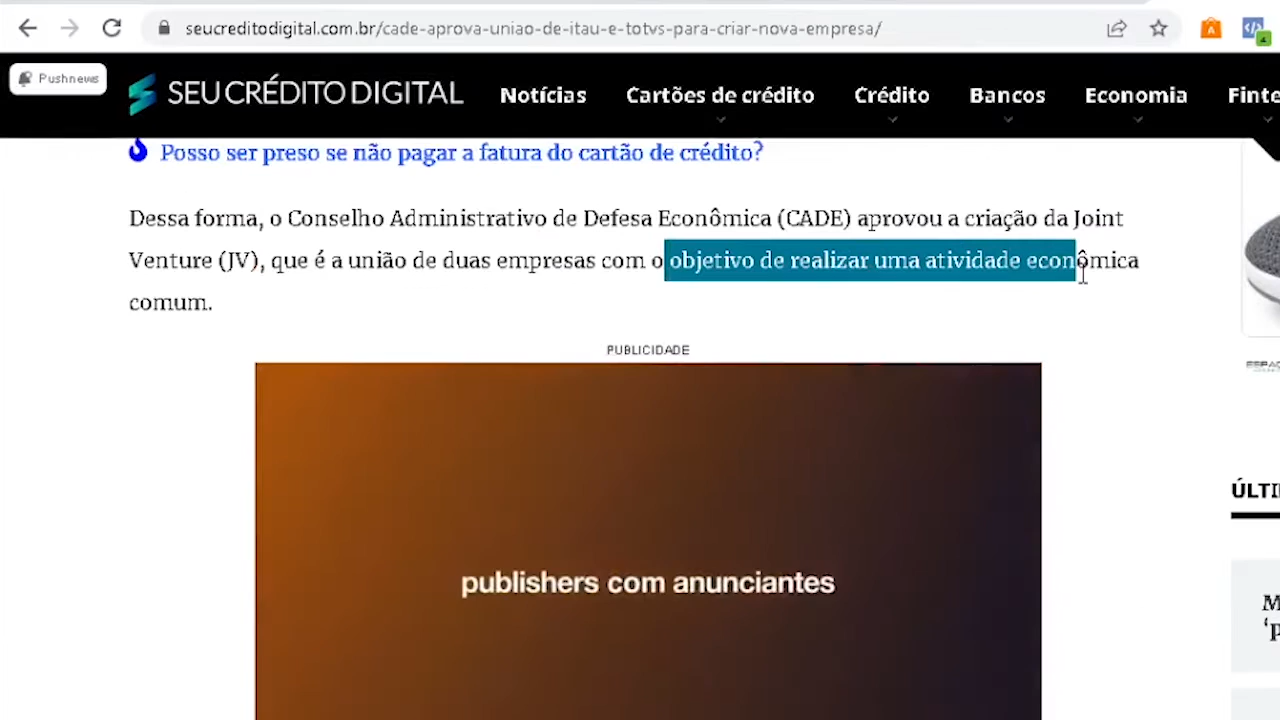 seucreditodigital.com.br/cade-aprova-uniao-de-itau-e-totvs-para-criar-nova-empresa/
Pushnews
SEU CRÉDITO DIGITAL
Notícias Cartões de crédito Crédito Bancos Economia Finte
Posso ser preso se não pagar a fatura do cartão de crédito?
Dessa forma, o Conselho Administrativo de Defesa Econômica (CADE) aprovou a criação da Joint
Venture (JV), que é a união de duas empresas com o objetivo de realizar uma atividade econômica
comum.
PUBLICIDADE
publishers com anunciantes
ÚLTI